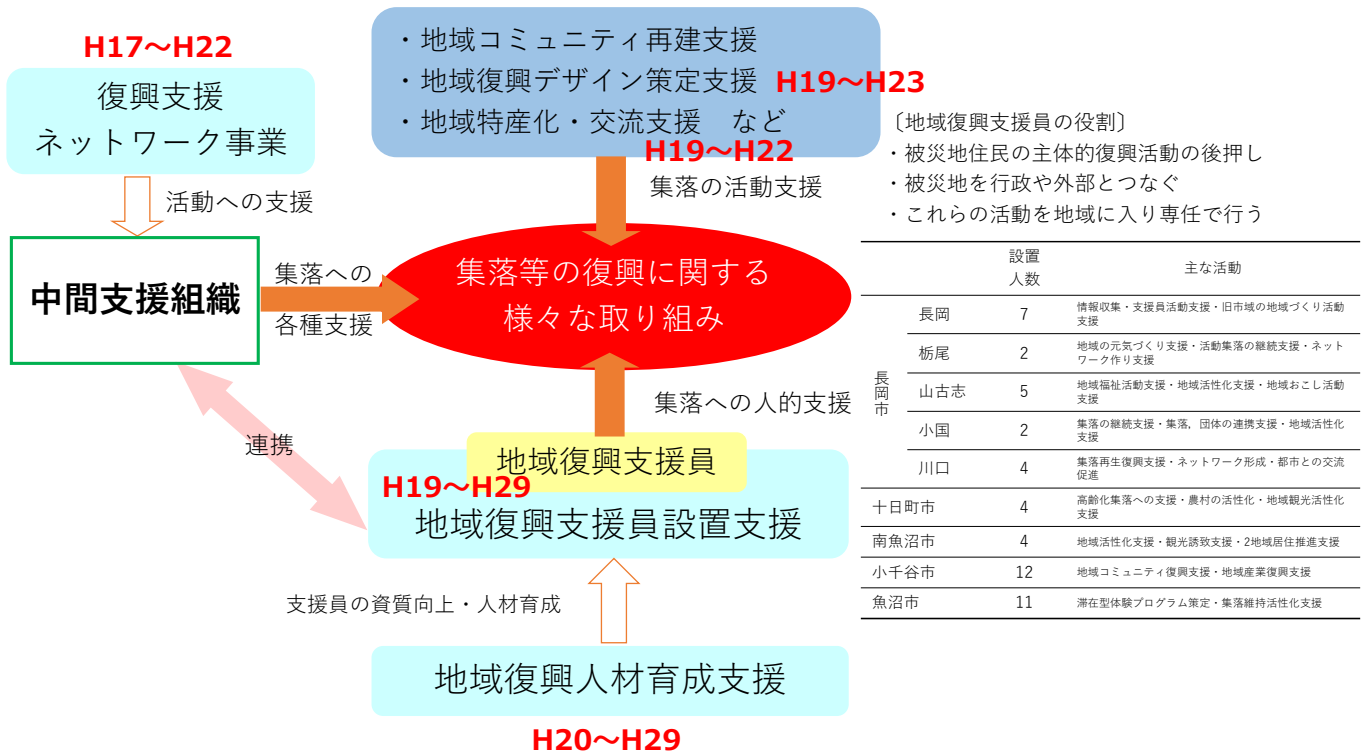 H17～H22
復興支援
ネットワーク事業
活動への支援
中間支援組織
集落への
各種支援
・地域コミュニティ再建支援
・地域復興デザイン策定支援
H19～H23
・地域特産化・交流支援　など
H19～H22
集落の活動支援
集落等の復興に関する
様々な取り組み
集落への人的支援
連携
地域復興支援員
H19～H29
地域復興支援員設置支援
支援員の資質向上・人材育成
地域復興人材育成支援
H20～H29
〔地域復興支援員の役割〕
・被災地住民の主体的復興活動の後押し
・被災地を行政や外部とつなぐ
・これらの活動を地域に入り専任で行う
設置
人数
主な活動
長岡市
長岡 7 情報収集・支援員活動支援・旧市域の地域づくり活動
支援
栃尾 2 地域の元気づくり支援・活動集落の継続支援・ネット
ワーク作り支援
山古志 5 地域福祉活動支援・地域活性化支援・地域おこし活動
支援
小国 2 集落の継続支援・集落，団体の連携支援・地域活性化
支援
川口 4 集落再生復興支援・ネットワーク形成・都市との交流
促進
十日町市 4 高齢化集落への支援・農村の活性化・地域観光活性化
支援
南魚沼市 4 地域活性化支援・観光誘致支援・2地域居住推進支援
小千谷市 12 地域コミュニティ復興支援・地域産業復興支援
魚沼市 11 滞在型体験プログラム策定・集落維持活性化支援